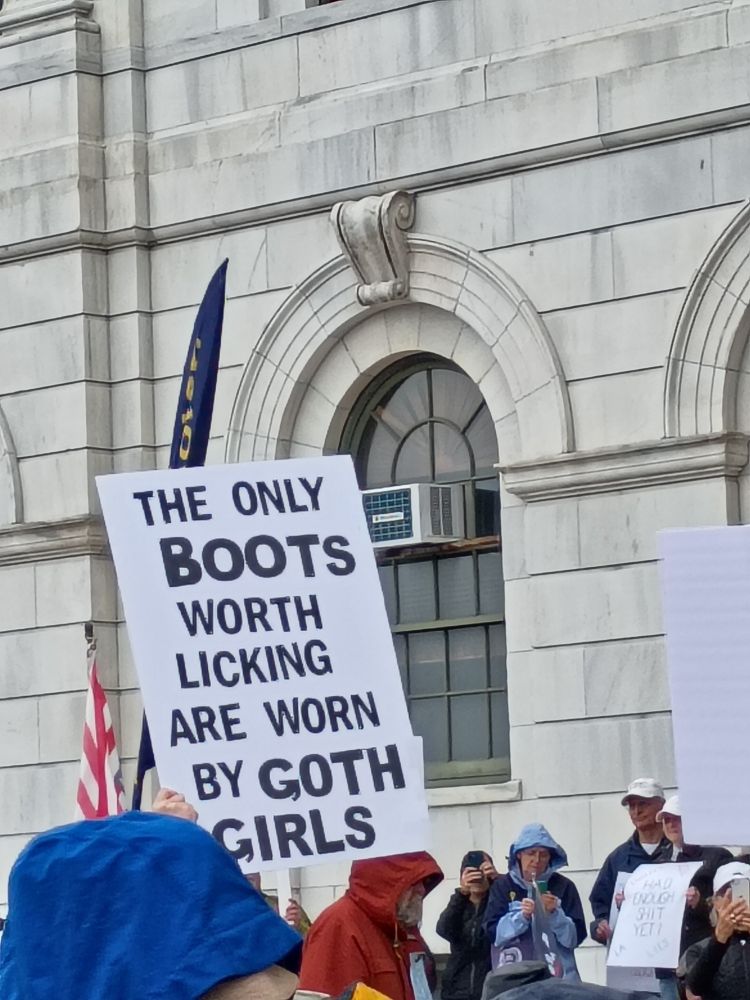 THE ONLY
BOOTS
WORTH
LICKING
ARE WORN
BY GOTH
GIRLS
HAD
ENOUGH
SHIT
YET?